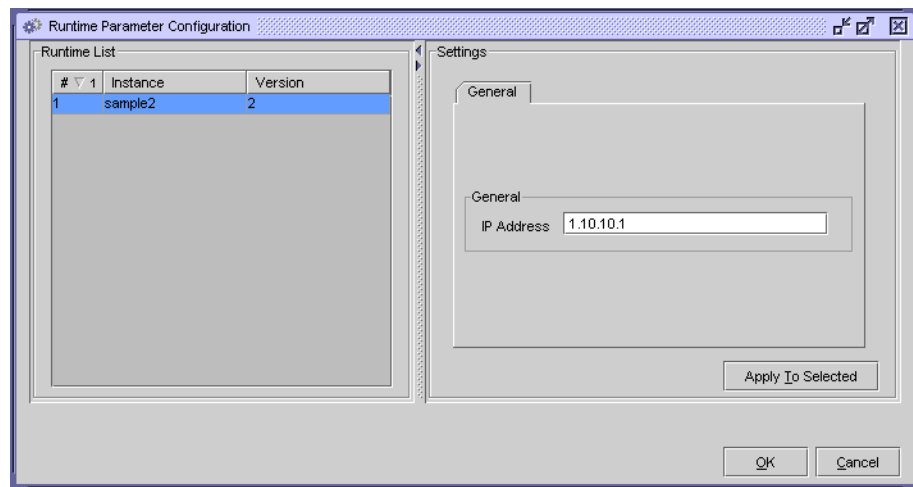 Runtime Parameter Configuration
Runtime List
# 1 Instance Version
1 sample2 2
Settings
General
General
IP Address 1.10.10.1
Apply To Selected
OK Cancel